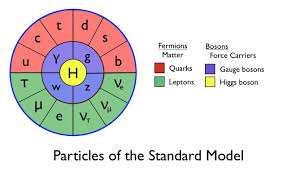 t d
c s
γ g
u b
H
τ w z νe
μ νμ
e ντ
Fermions
Matter
Quarks
Leptons
Bosons
Force Carriers
Gauge bosons
Higgs boson
Particles of the Standard Model